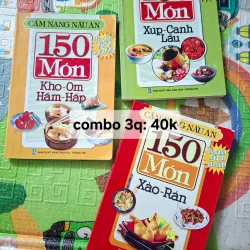 CẨM NANG NẤU ĂN
150
Món
Kho-Om
Hầm-Hấp
Món
Xúp-Canh
Lẩu
combo 3q: 40k
CẨM NANG NẤU ĂN
150
Món
Xào-Rán